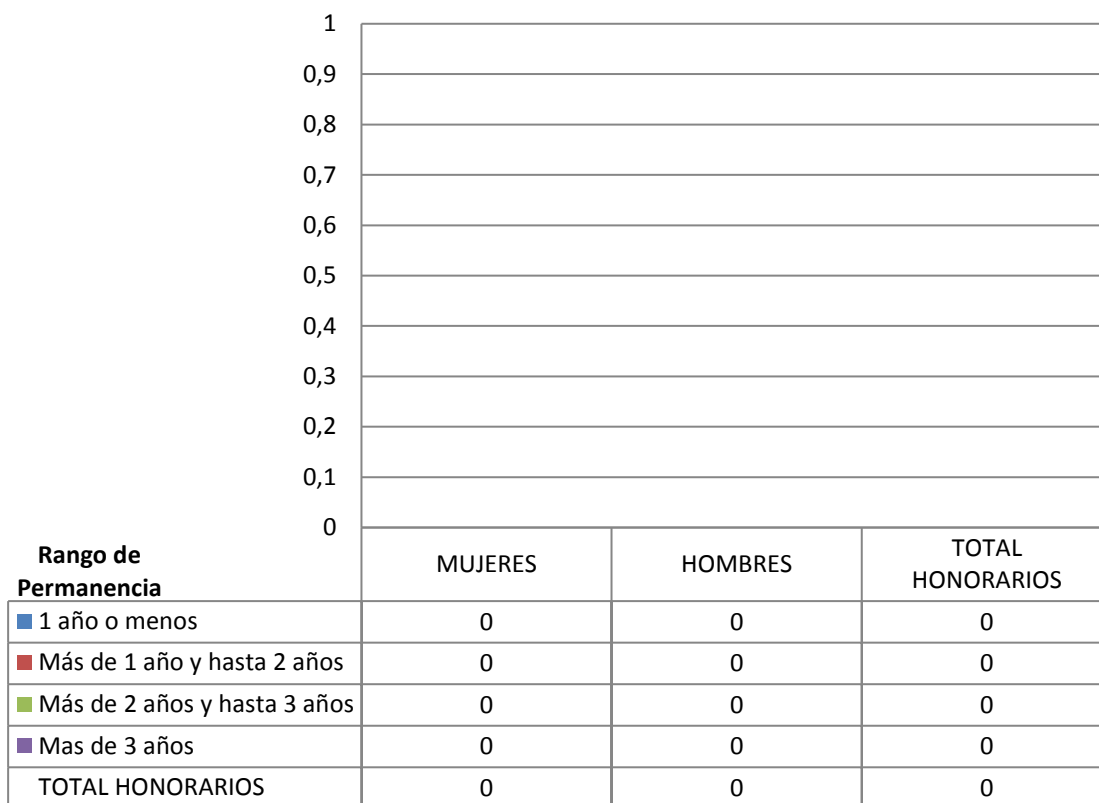 1
0,9
0,8
0,7
0,6
0,5
0,4
0,3
0,2
0,1
0
Rango de
Permanencia
MUJERES HOMBRES TOTAL
HONORARIOS
1 año o menos 0 0 0
Más de 1 año y hasta 2 años 0 0 0
Más de 2 años y hasta 3 años 0 0 0
Mas de 3 años 0 0 0
TOTAL HONORARIOS 0 0 0